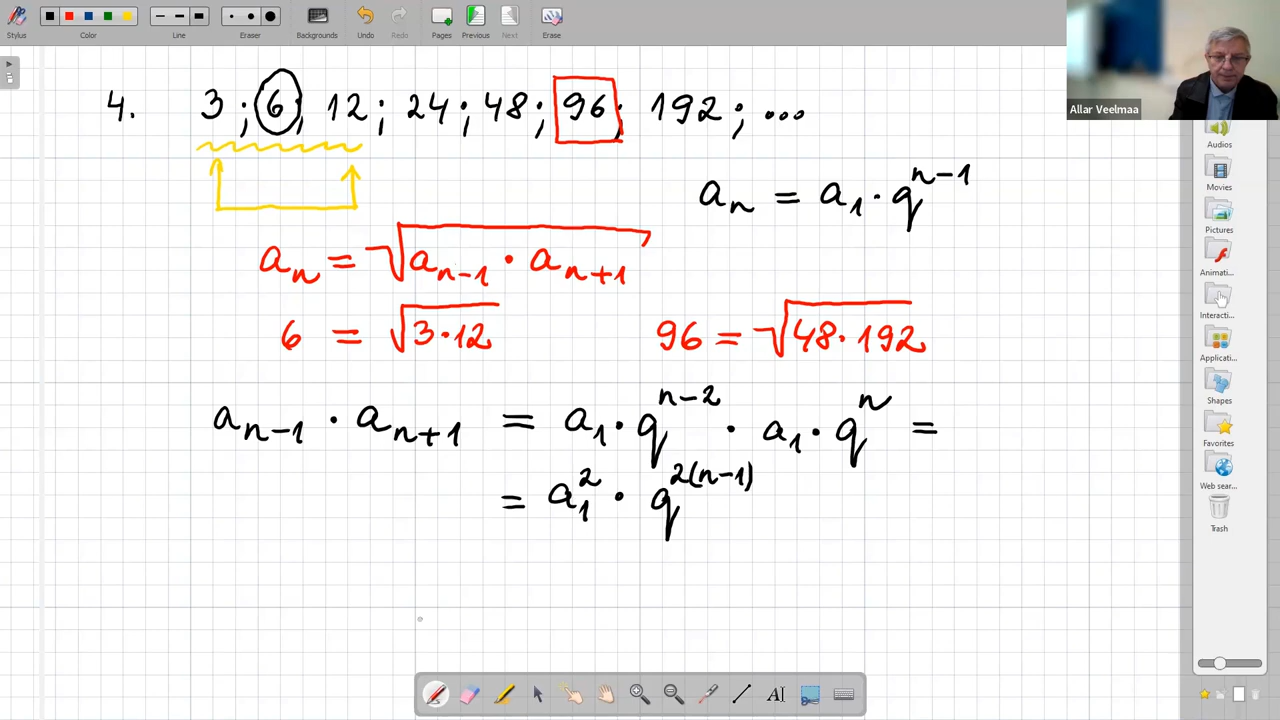 Stylus Color Line Eraser Backgrounds Undo Redo Pages Previous Next Erase
Allar Veelmaa
4. 3 ; 6 ; 12 ; 24 ; 48 ; 96 ; 192 ; ...
aₙ = a₁ · qⁿ⁻¹
aₙ = √(aₙ₋₁ · aₙ₊₁)
6 = √(3·12) 96 = √(48·192)
aₙ₋₁ · aₙ₊₁ = a₁ · qⁿ⁻² · a₁ · qⁿ =
= a₁² · q²⁽ⁿ⁻¹⁾
Audios
Movies
Pictures
Animati...
Interactio...
Applicati...
Shapes
Favorites
Web sear...
Trash